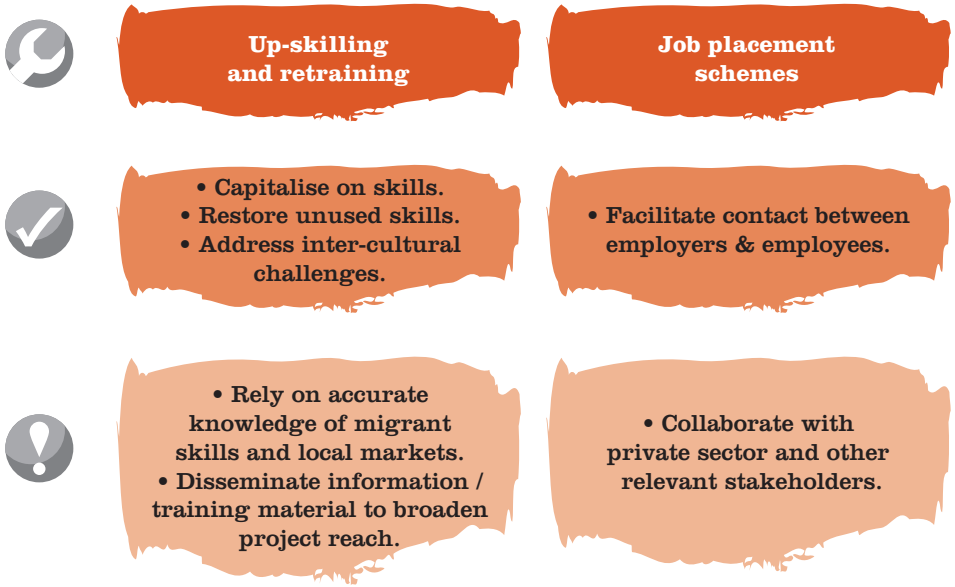 Up-skilling
and retraining
Job placement
schemes
• Capitalise on skills.
• Restore unused skills.
• Address inter-cultural
challenges.
• Facilitate contact between
employers & employees.
• Rely on accurate
knowledge of migrant
skills and local markets.
• Disseminate information /
training material to broaden
project reach.
• Collaborate with
private sector and other
relevant stakeholders.